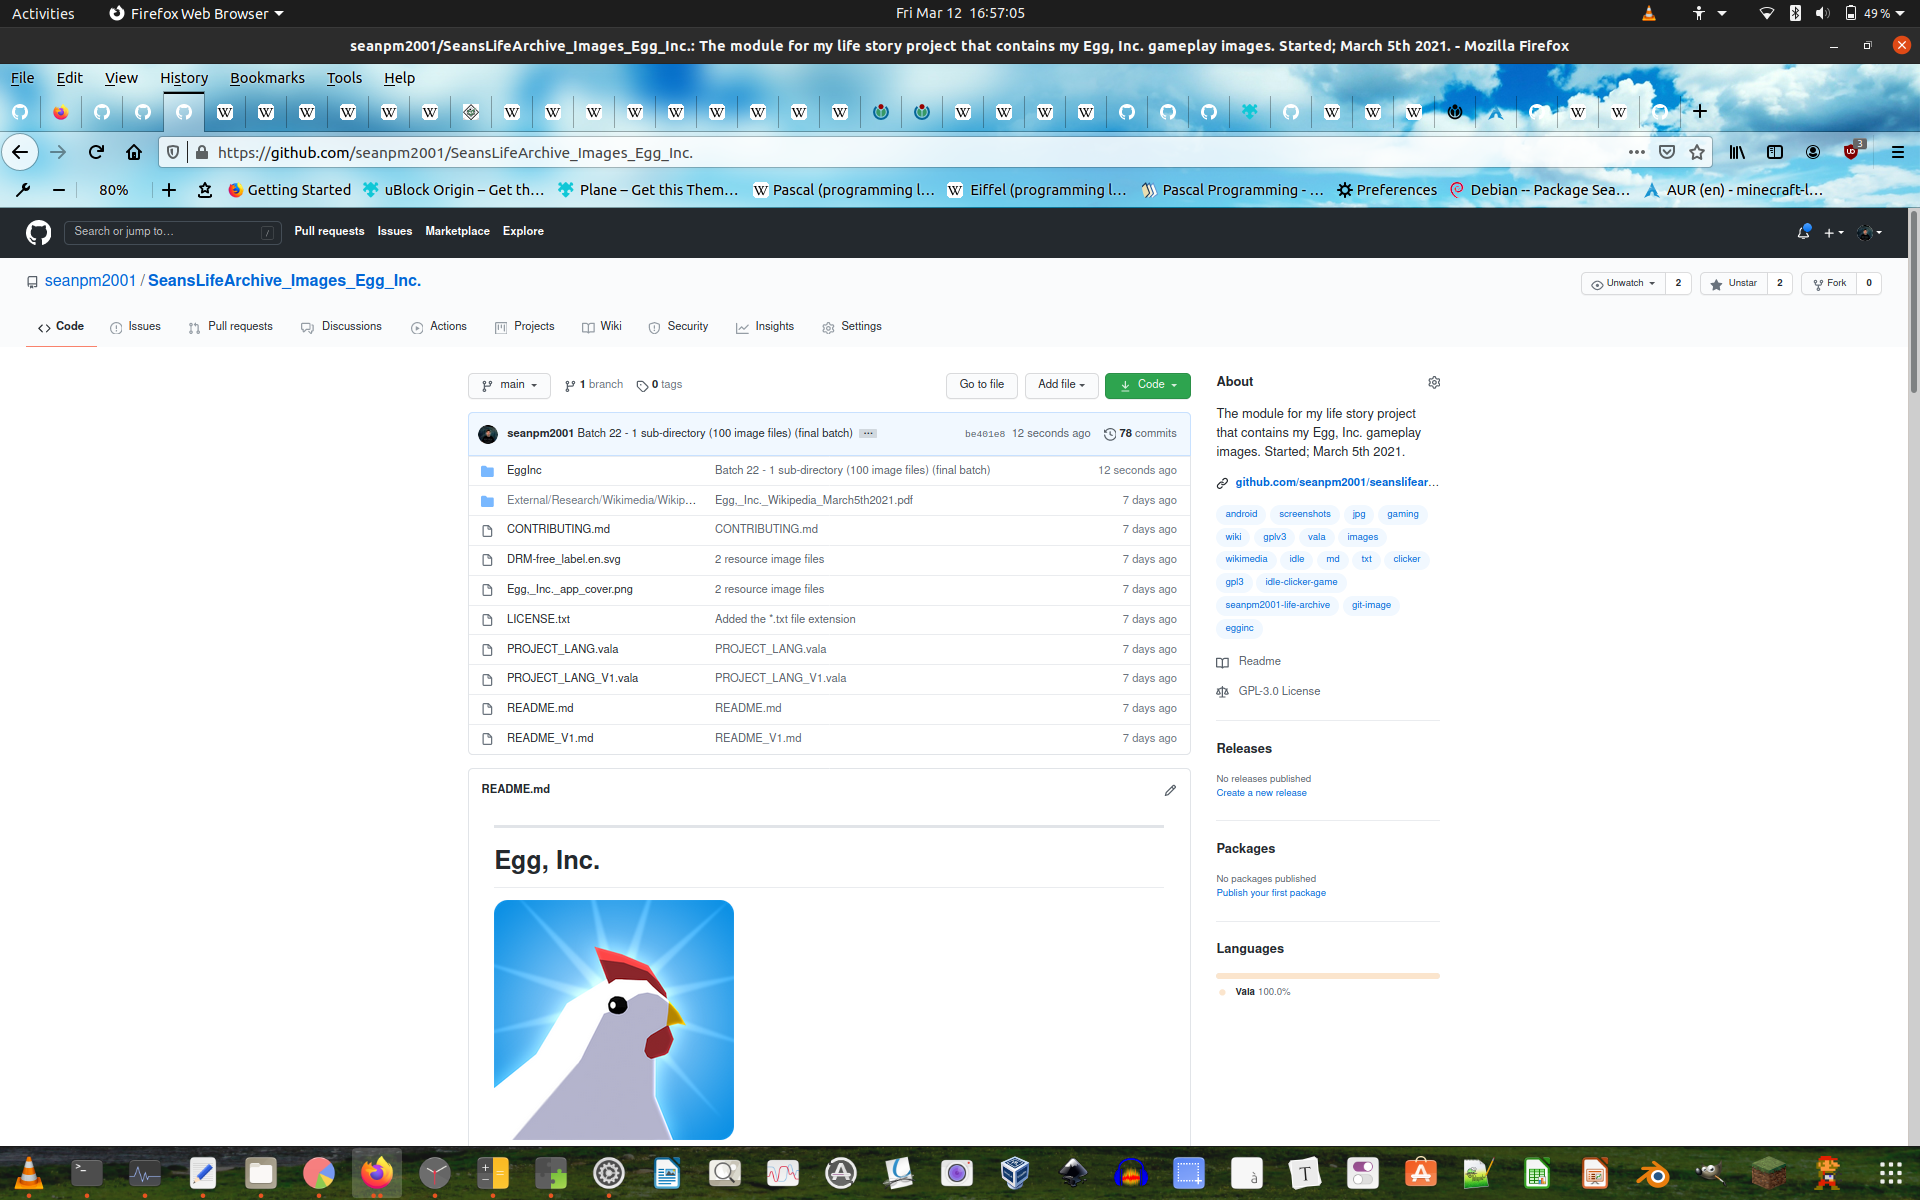 Activities
Firefox Web Browser
Fri Mar 12 16:57:05
49 %
seanpm2001/SeansLifeArchive_Images_Egg_Inc.: The module for my life story project that contains my Egg, Inc. gameplay images. Started; March 5th 2021. - Mozilla Firefox
File Edit View History Bookmarks Tools Help
https://github.com/seanpm2001/SeansLifeArchive_Images_Egg_Inc.
3
80%
Getting Started
uBlock Origin – Get th…
Plane – Get this Them…
Pascal (programming l…
Eiffel (programming l…
Pascal Programming - …
Preferences
Debian -- Package Sea…
AUR (en) - minecraft-l…
Search or jump to…
/
Pull requests Issues Marketplace Explore
seanpm2001 / SeansLifeArchive_Images_Egg_Inc.
Unwatch 2
Unstar 2
Fork 0
Code
Issues
Pull requests
Discussions
Actions
Projects
Wiki
Security
Insights
Settings
main
1 branch
0 tags
Go to file
Add file
Code
seanpm2001 Batch 22 - 1 sub-directory (100 image files) (final batch) …
be401e8 12 seconds ago 78 commits
EggInc Batch 22 - 1 sub-directory (100 image files) (final batch) 12 seconds ago
External/Research/Wikimedia/Wikip… Egg,_Inc._Wikipedia_March5th2021.pdf 7 days ago
CONTRIBUTING.md CONTRIBUTING.md 7 days ago
DRM-free_label.en.svg 2 resource image files 7 days ago
Egg,_Inc._app_cover.png 2 resource image files 7 days ago
LICENSE.txt Added the *.txt file extension 7 days ago
PROJECT_LANG.vala PROJECT_LANG.vala 7 days ago
PROJECT_LANG_V1.vala PROJECT_LANG_V1.vala 7 days ago
README.md README.md 7 days ago
README_V1.md README_V1.md 7 days ago
README.md
Egg, Inc.
About
The module for my life story project
that contains my Egg, Inc. gameplay
images. Started; March 5th 2021.
github.com/seanpm2001/seanslifear…
android screenshots jpg gaming
wiki gplv3 vala images
wikimedia idle md txt clicker
gpl3 idle-clicker-game
seanpm2001-life-archive git-image
egginc
Readme
GPL-3.0 License
Releases
No releases published
Create a new release
Packages
No packages published
Publish your first package
Languages
Vala 100.0%